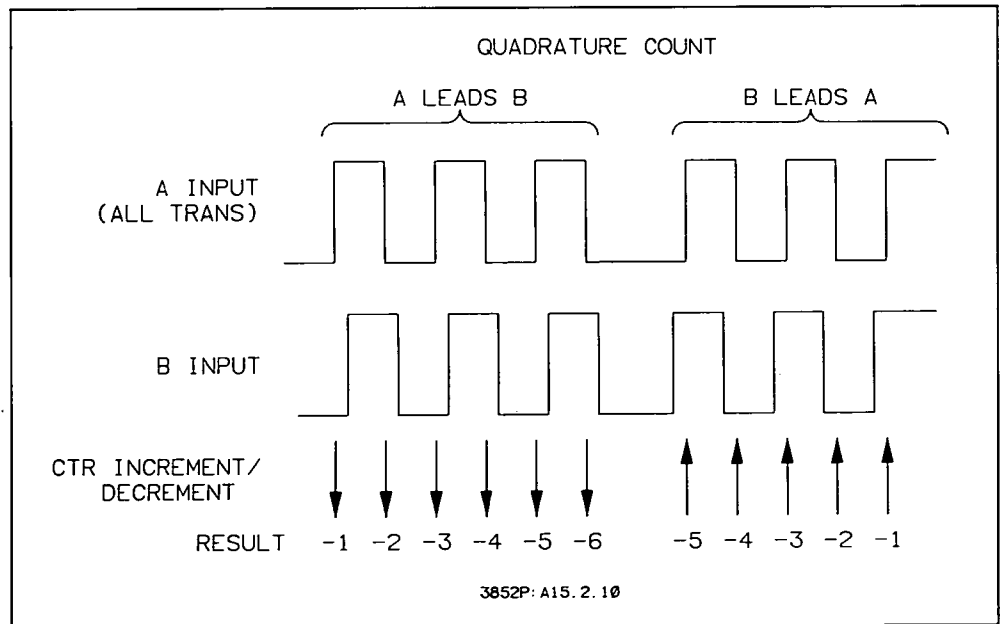 QUADRATURE COUNT
A LEADS B
B LEADS A
A INPUT
(ALL TRANS)
B INPUT
CTR INCREMENT/
DECREMENT
RESULT -1 -2 -3 -4 -5 -6 -5 -4 -3 -2 -1
3852P:A15.2.10